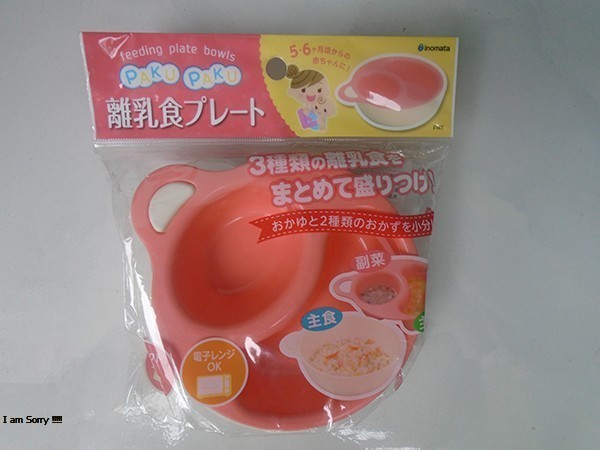 feeding plate bowls
PAKU PAKU
離乳食プレート
5・6ヶ月頃からの
赤ちゃんに！
inomata
Pink
3種類の離乳食を
まとめて盛りつけ！
おかゆと2種類のおかずを小分
副菜
主食
電子レンジ
OK
I am Sorry !!!!!